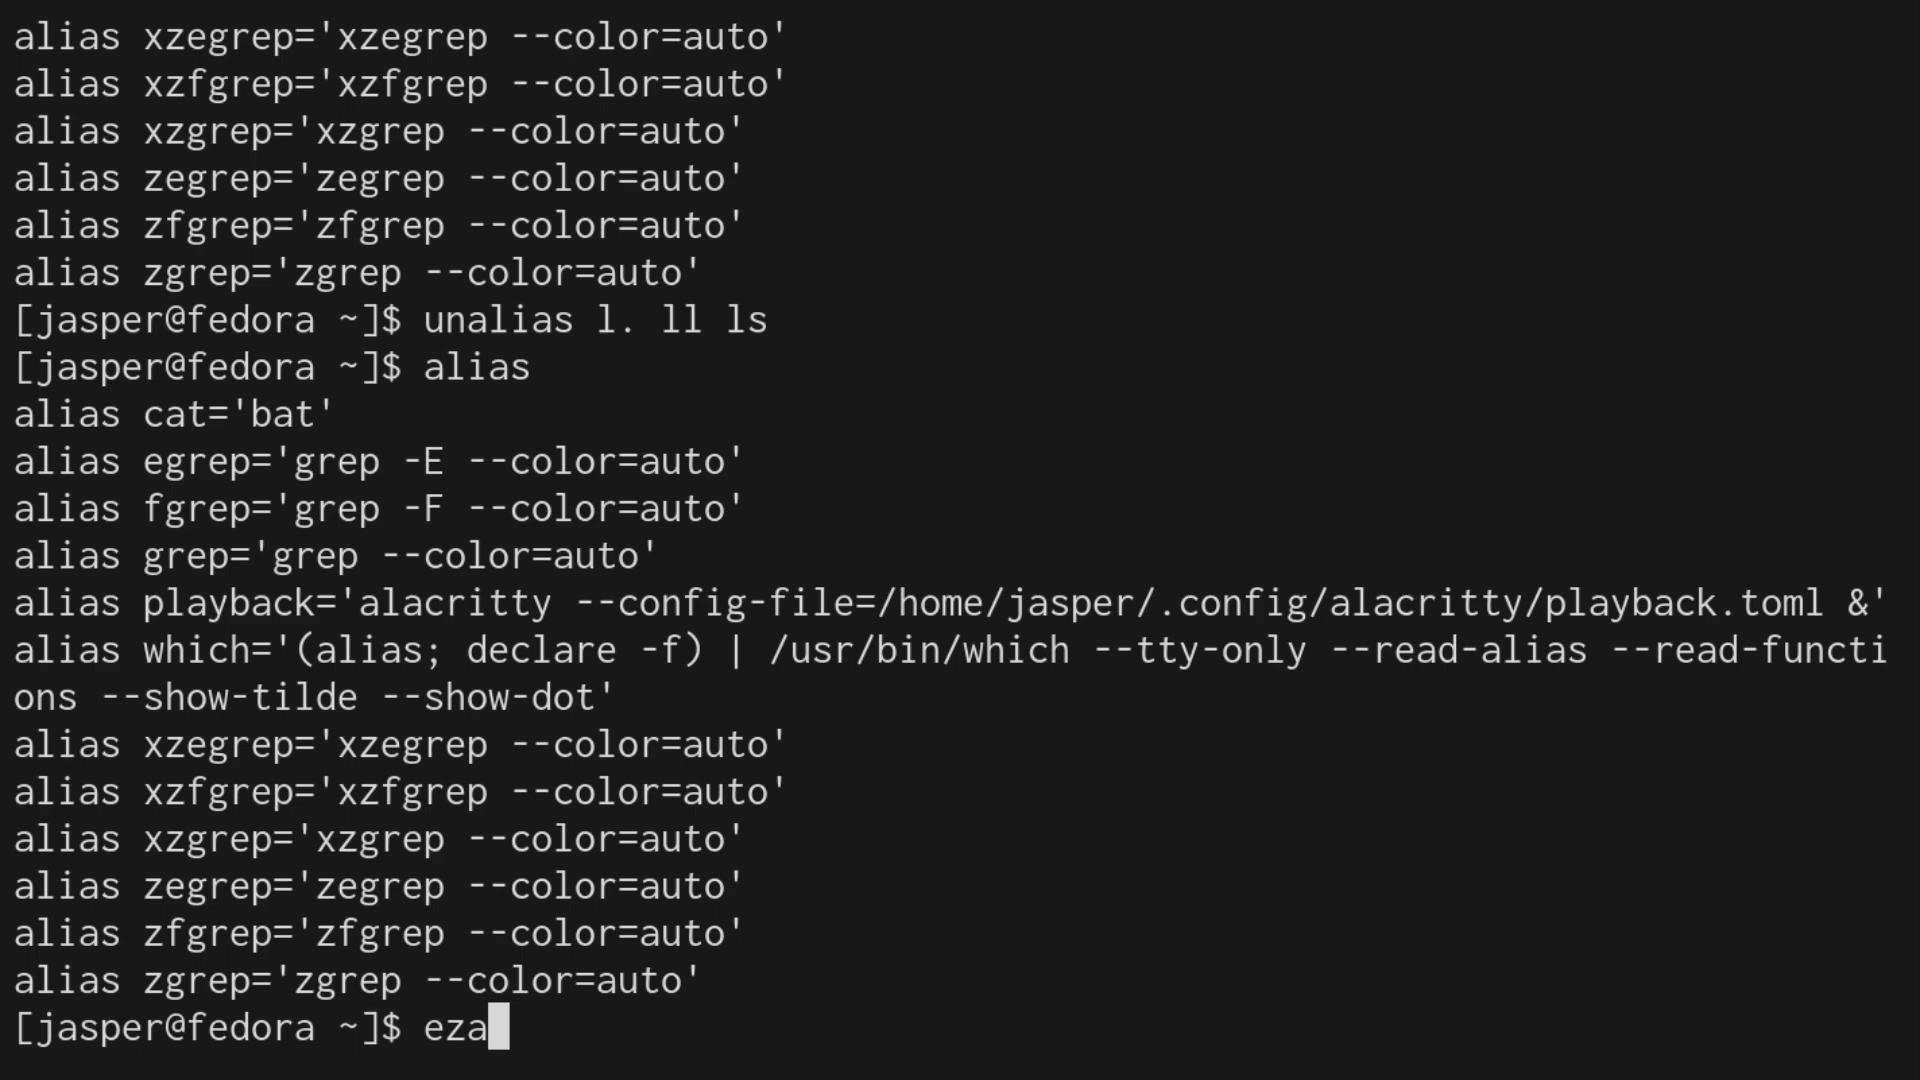 alias xzegrep='xzegrep --color=auto'
alias xzfgrep='xzfgrep --color=auto'
alias xzgrep='xzgrep --color=auto'
alias zegrep='zegrep --color=auto'
alias zfgrep='zfgrep --color=auto'
alias zgrep='zgrep --color=auto'
[jasper@fedora ~]$ unalias l. ll ls
[jasper@fedora ~]$ alias
alias cat='bat'
alias egrep='grep -E --color=auto'
alias fgrep='grep -F --color=auto'
alias grep='grep --color=auto'
alias playback='alacritty --config-file=/home/jasper/.config/alacritty/playback.toml &'
alias which='(alias; declare -f) | /usr/bin/which --tty-only --read-alias --read-functi
ons --show-tilde --show-dot'
alias xzegrep='xzegrep --color=auto'
alias xzfgrep='xzfgrep --color=auto'
alias xzgrep='xzgrep --color=auto'
alias zegrep='zegrep --color=auto'
alias zfgrep='zfgrep --color=auto'
alias zgrep='zgrep --color=auto'
[jasper@fedora ~]$ eza